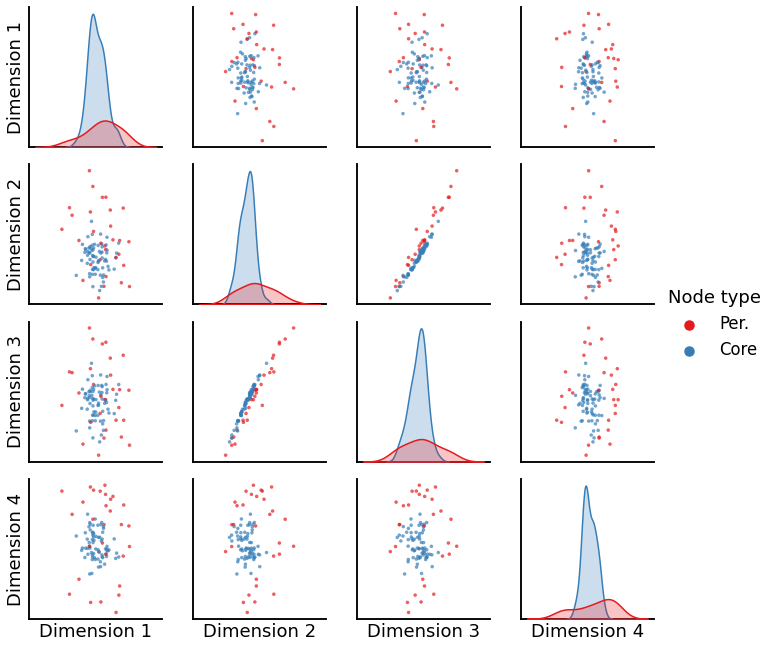 Dimension 1
Dimension 2
Dimension 3
Dimension 4
Dimension 1
Dimension 2
Dimension 3
Dimension 4
Node type
Per.
Core